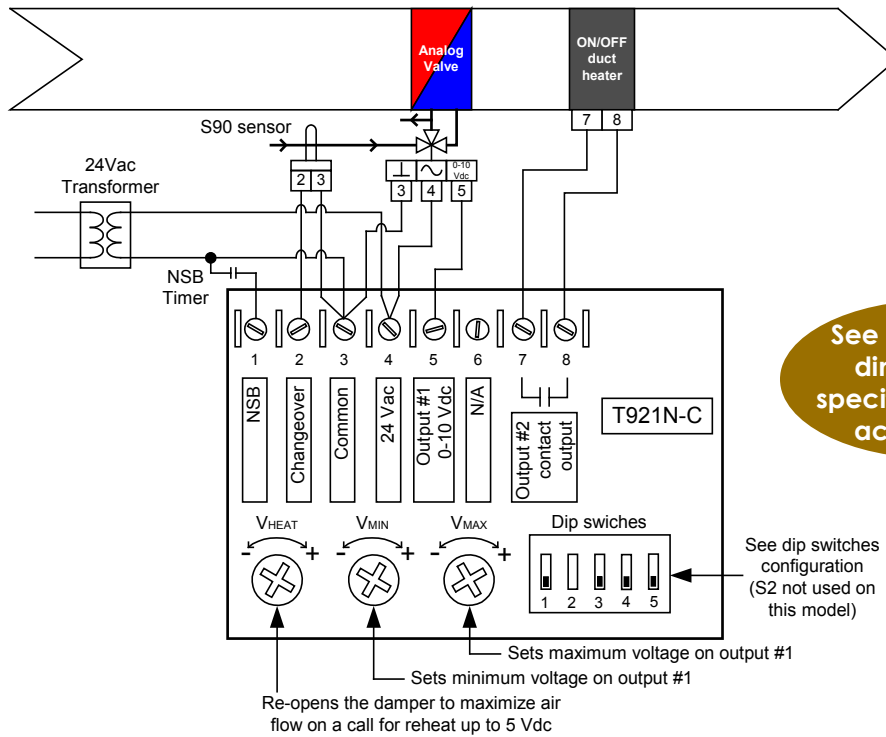 Analog
Valve
ON/OFF
duct
heater
7 8
S90 sensor
2 3
0-10
Vdc
3 4 5
24Vac
Transformer
NSB
Timer
1 2 3 4 5 6 7 8
NSB
Changeover
Common
24 Vac
Output #1
0-10 Vdc
N/A
Output #2
contact
output
T921N-C
See
dir
speci
ac
VHEAT
- +
VMIN
- +
VMAX
- +
Dip swiches
1 2 3 4 5
See dip switches
configuration
(S2 not used on
this model)
Sets maximum voltage on output #1
Sets minimum voltage on output #1
Re-opens the damper to maximize air
flow on a call for reheat up to 5 Vdc